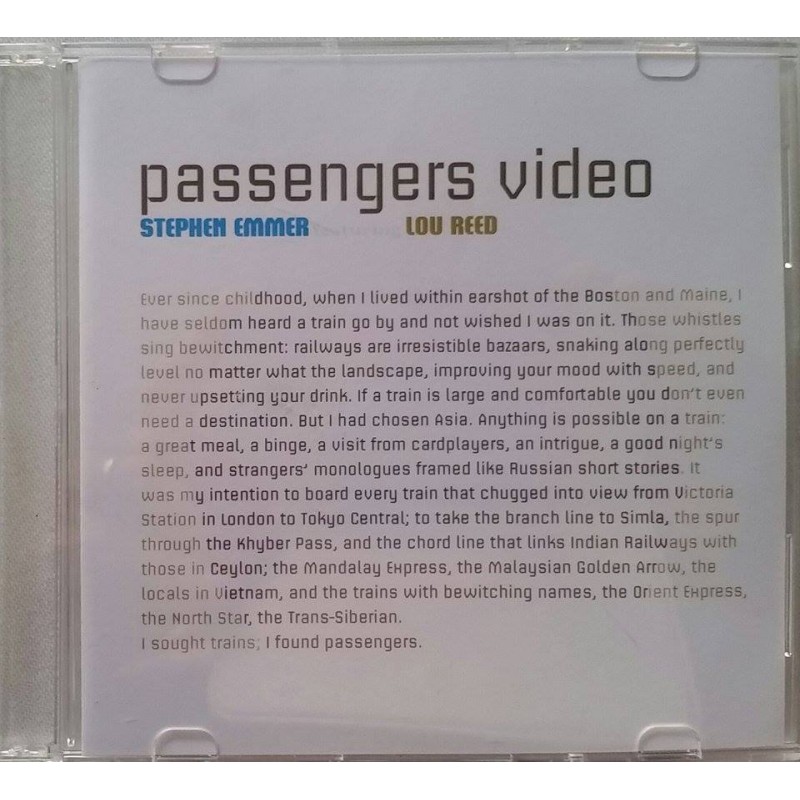 passengers video
STEPHEN EMMER featuring LOU REED
Ever since childhood, when I lived within earshot of the Boston and Maine, I
have seldom heard a train go by and not wished I was on it. Those whistles
sing bewitchment: railways are irresistible bazaars, snaking along perfectly
level no matter what the landscape, improving your mood with speed, and
never upsetting your drink. If a train is large and comfortable you don't even
need a destination. But I had chosen Asia. Anything is possible on a train:
a great meal, a binge, a visit from cardplayers, an intrigue, a good night's
sleep, and strangers' monologues framed like Russian short stories. It
was my intention to board every train that chugged into view from Victoria
Station in London to Tokyo Central; to take the branch line to Simla, the spur
through the Khyber Pass, and the chord line that links Indian Railways with
those in Ceylon; the Mandalay Express, the Malaysian Golden Arrow, the
locals in Vietnam, and the trains with bewitching names, the Orient Express,
the North Star, the Trans-Siberian.
I sought trains; I found passengers.